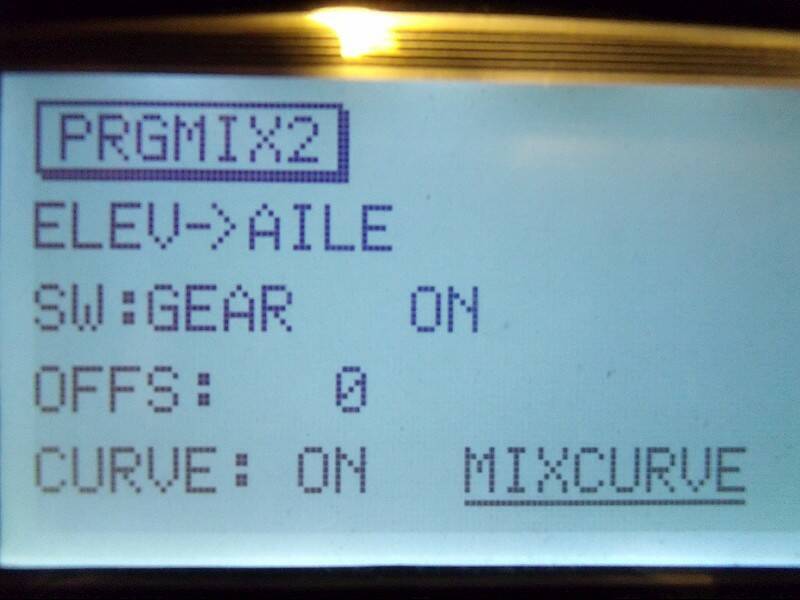 PRGMIX2
ELEV->AILE
SW:GEAR ON
OFFS: 0
CURVE: ON MIXCURVE